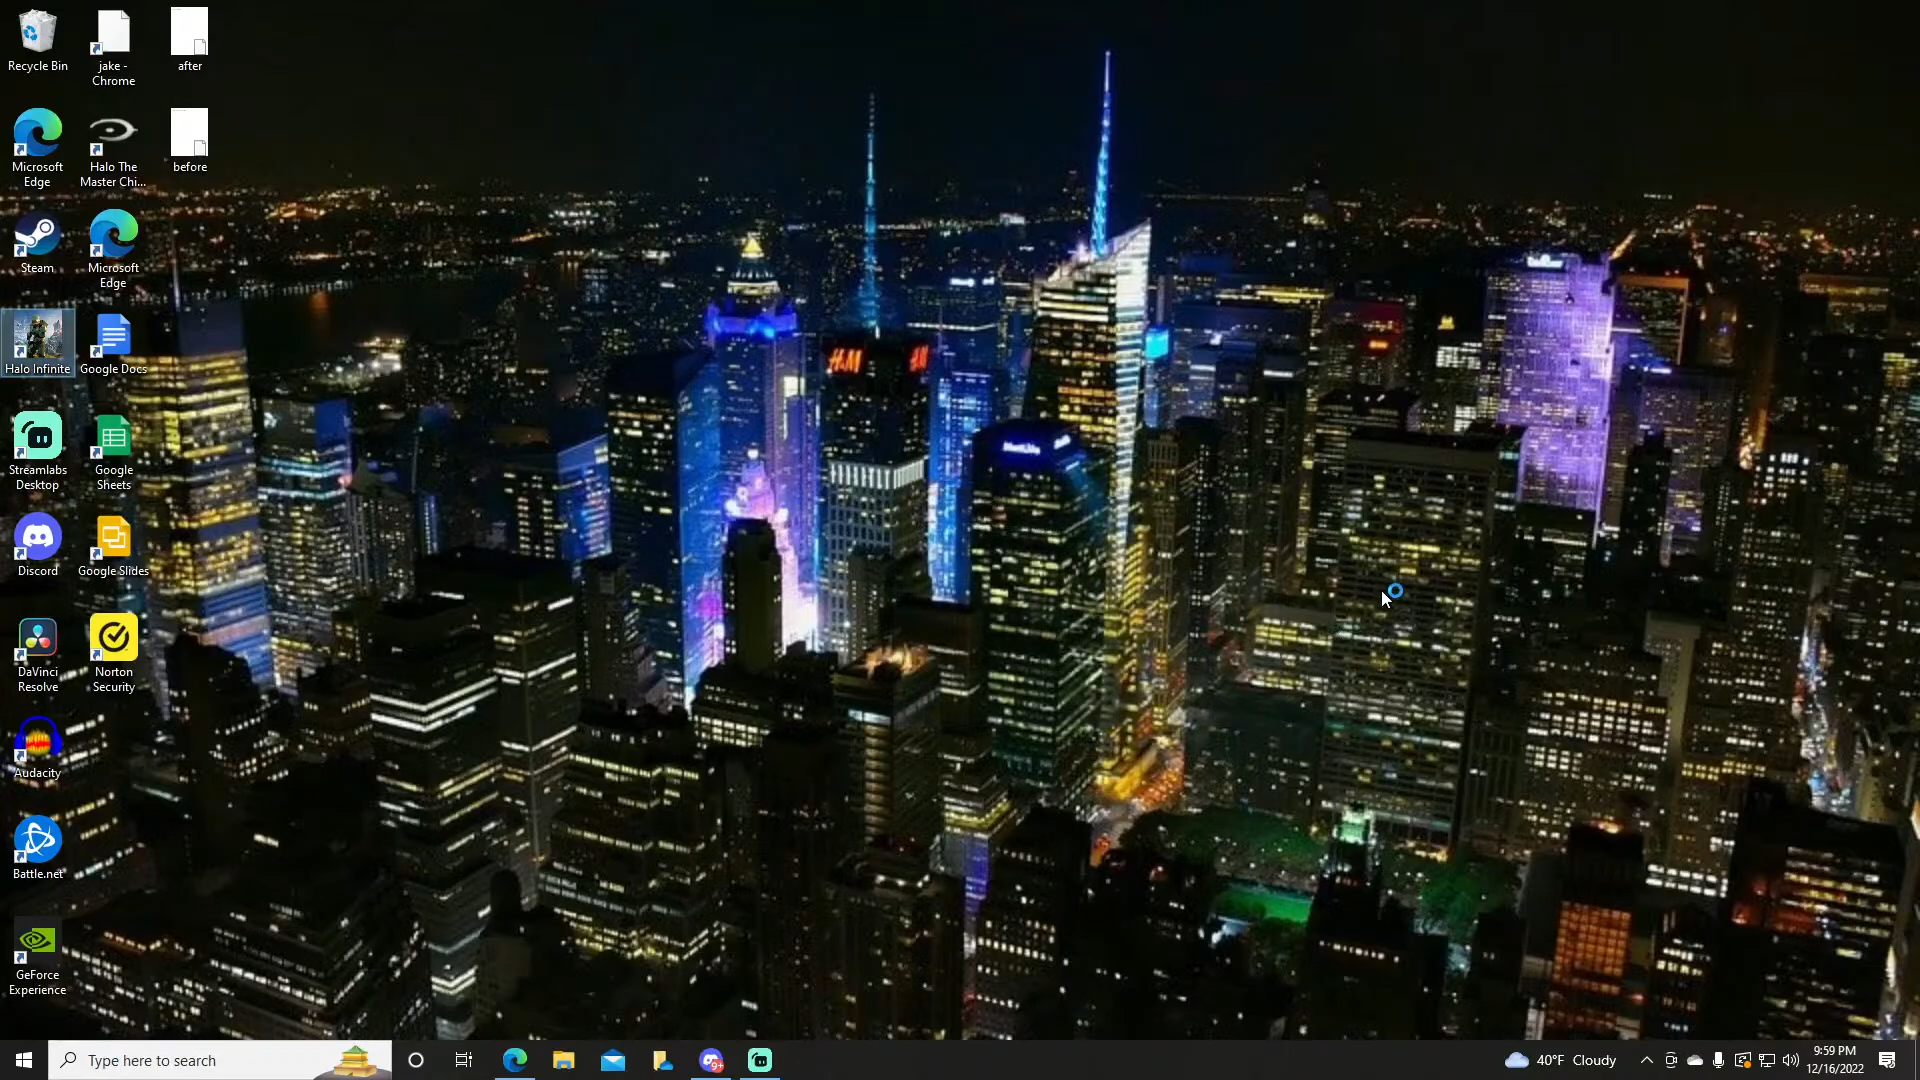 Recycle Bin
jake -
Chrome
after
Microsoft
Edge
Halo The
Master Chi...
before
Steam
Microsoft
Edge
Halo Infinite
Google Docs
H&M
Streamlabs
Desktop
Google
Sheets
Discord
Google Slides
DaVinci
Resolve
Norton
Security
Audacity
Battle.net
GeForce
Experience
Type here to search
9+
40°F Cloudy
9:59 PM
12/16/2022